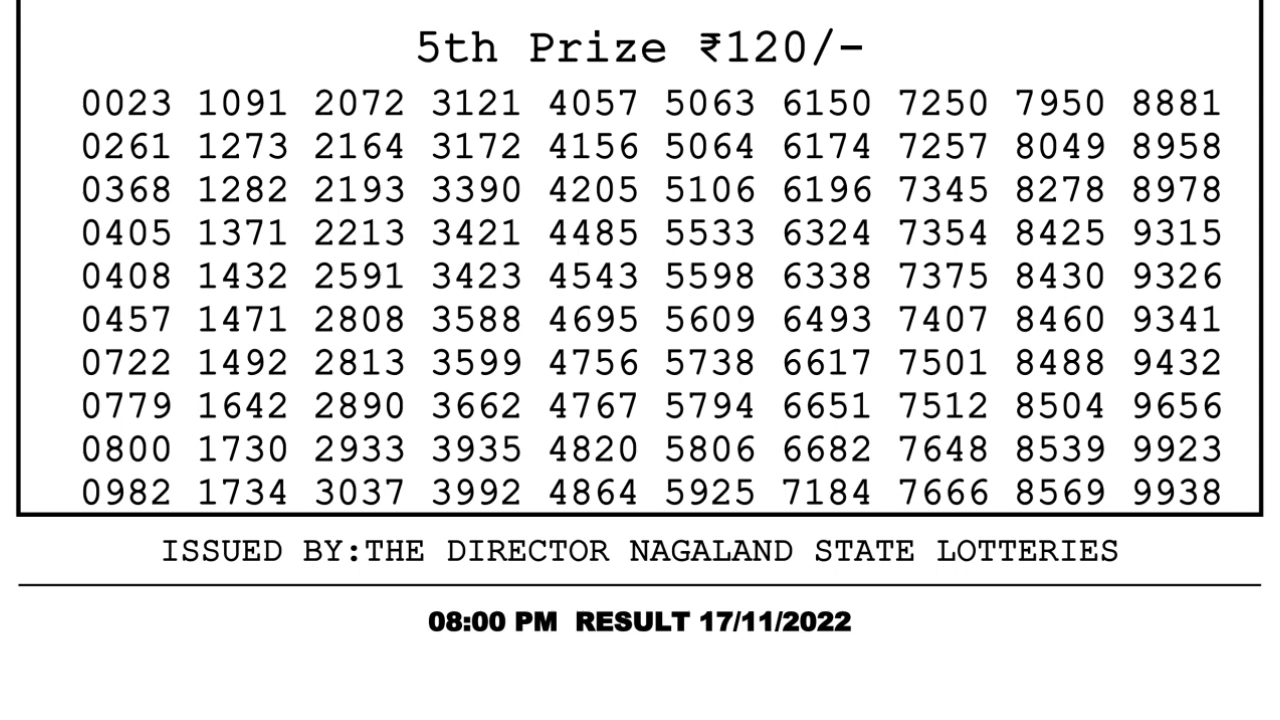 5th Prize ₹120/-
0023 1091 2072 3121 4057 5063 6150 7250 7950 8881
0261 1273 2164 3172 4156 5064 6174 7257 8049 8958
0368 1282 2193 3390 4205 5106 6196 7345 8278 8978
0405 1371 2213 3421 4485 5533 6324 7354 8425 9315
0408 1432 2591 3423 4543 5598 6338 7375 8430 9326
0457 1471 2808 3588 4695 5609 6493 7407 8460 9341
0722 1492 2813 3599 4756 5738 6617 7501 8488 9432
0779 1642 2890 3662 4767 5794 6651 7512 8504 9656
0800 1730 2933 3935 4820 5806 6682 7648 8539 9923
0982 1734 3037 3992 4864 5925 7184 7666 8569 9938
ISSUED BY:THE DIRECTOR NAGALAND STATE LOTTERIES
08:00 PM RESULT 17/11/2022